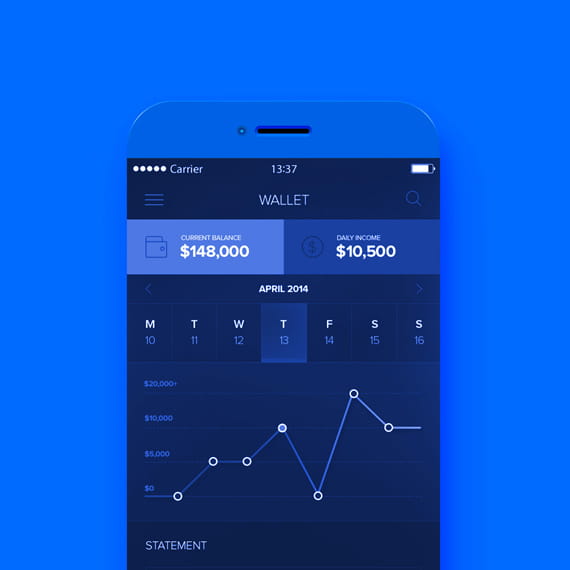 Carrier 13:37
WALLET
CURRENT BALANCE
$148,000
DAILY INCOME
$10,500
APRIL 2014
M T W T F S S
10 11 12 13 14 15 16
$20,000↑
$10,000
$5,000
$0
STATEMENT